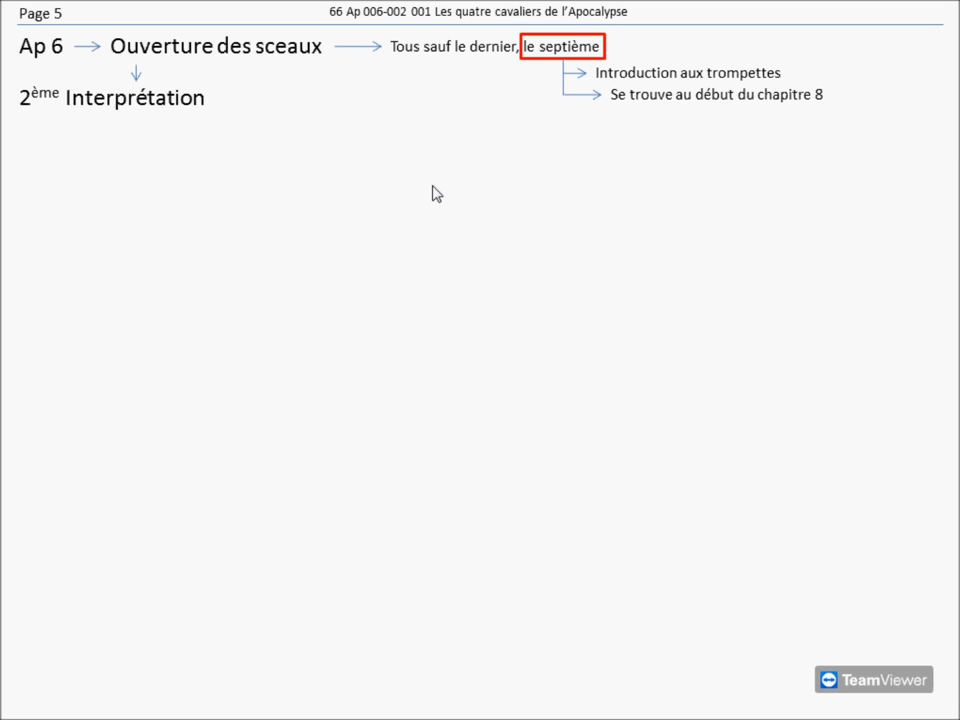 Page 5
66 Ap 006-002 001 Les quatre cavaliers de l’Apocalypse
Ap 6 → Ouverture des sceaux → Tous sauf le dernier, le septième
Introduction aux trompettes
Se trouve au début du chapitre 8
2ème Interprétation
TeamViewer